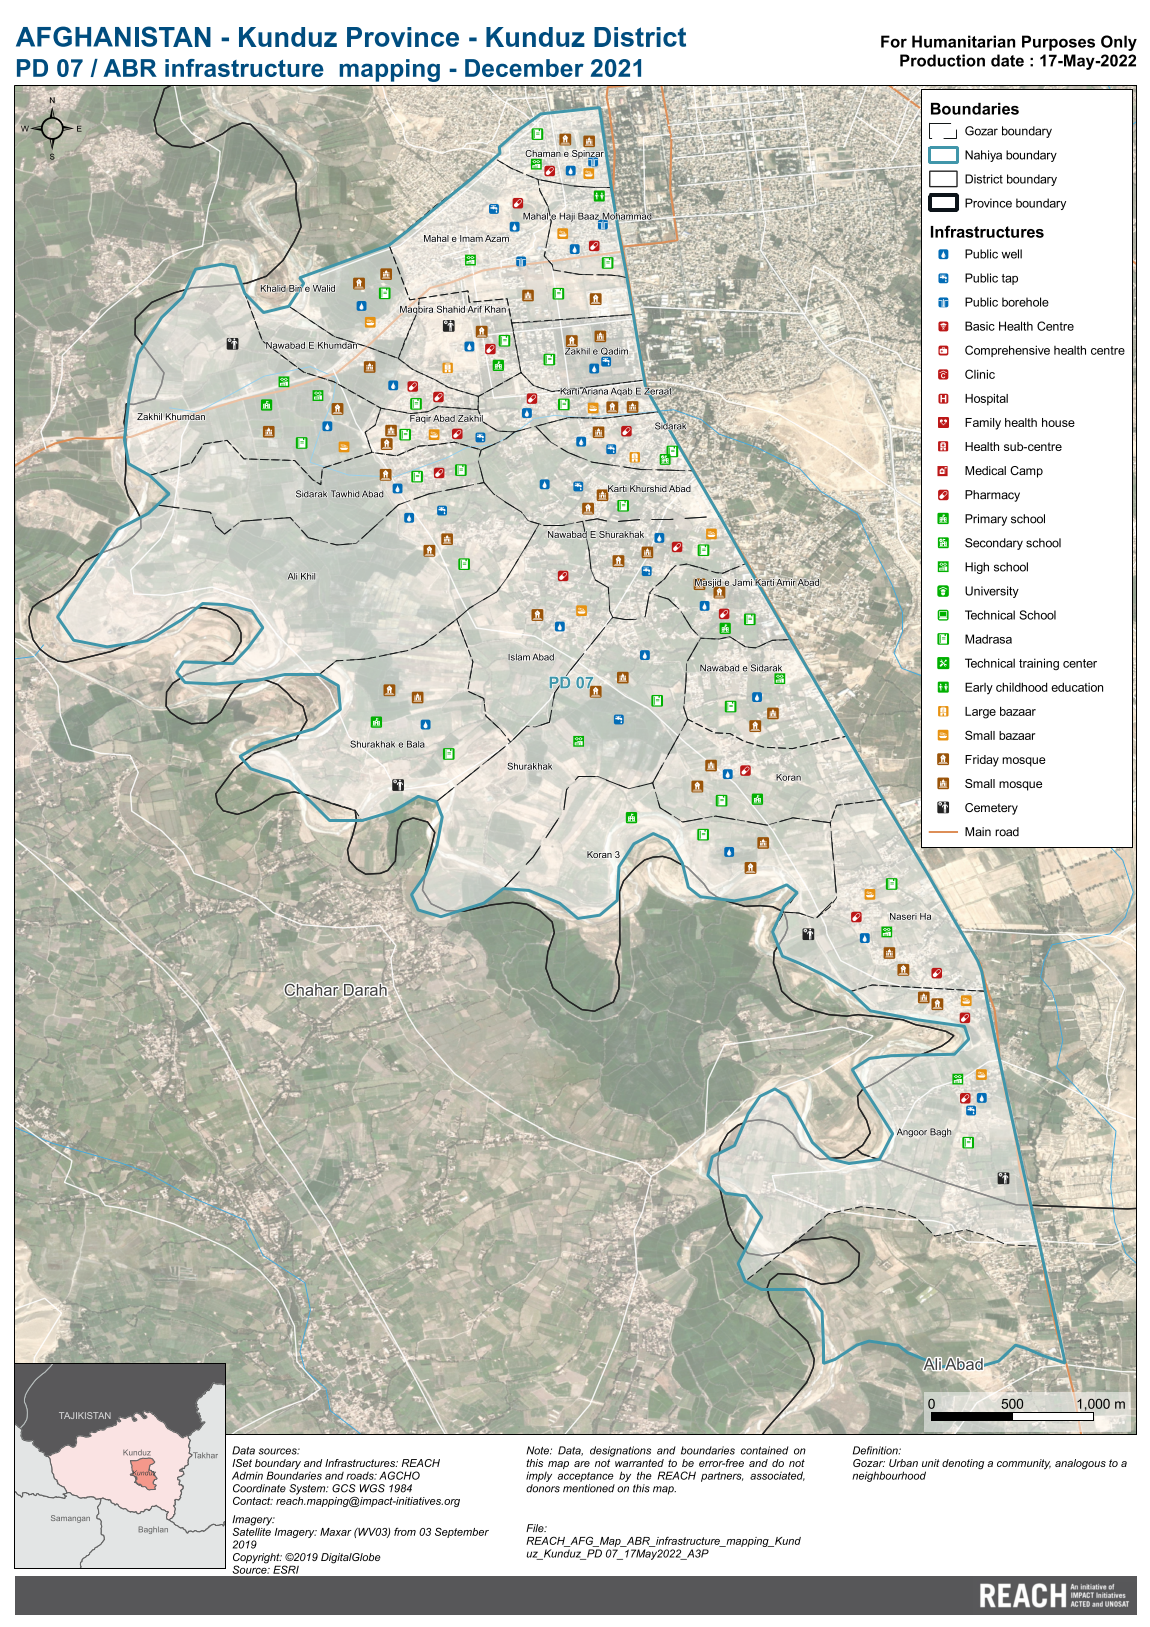 AFGHANISTAN - Kunduz Province - Kunduz District
PD 07 / ABR infrastructure mapping - December 2021
For Humanitarian Purposes Only
Production date : 17-May-2022
N
W
E
S
Boundaries
Gozar boundary
Nahiya boundary
District boundary
Province boundary
Infrastructures
Public well
Public tap
Public borehole
Basic Health Centre
Comprehensive health centre
Clinic
Hospital
Family health house
Health sub-centre
Medical Camp
Pharmacy
Primary school
Secondary school
High school
University
Technical School
Madrasa
Technical training center
Early childhood education
Large bazaar
Small bazaar
Friday mosque
Small mosque
Cemetery
Main road
Chaman e Spinzar
Mahal e Haji Baaz Mohammad
Mahal e Imam Azam
Khalid Bin e Walid
Maqbira Shahid Arif Khan
Nawabad E Khumdan
Zakhil e Qadim
Karti Ariana Aqab E Zeraat
Zakhil Khumdan
Faqir Abad Zakhil
Sidarak
Sidarak Tawhid Abad
Karti Khurshid Abad
Nawabad E Shurakhak
Ali Khil
Masjid e Jami Karti Amir Abad
Islam Abad
Nawabad e Sidarak
PD 07
Shurakhak e Bala
Shurakhak
Koran
Koran 3
Naseri Ha
Chahar Darah
Angoor Bagh
Ali Abad
0 500 1,000 m
TAJIKISTAN
Kunduz
Takhar
Kunduz
Samangan
Baghlan
Data sources:
ISet boundary and Infrastructures: REACH
Admin Boundaries and roads: AGCHO
Coordinate System: GCS WGS 1984
Contact: reach.mapping@impact-initiatives.org
Imagery:
Satellite Imagery: Maxar (WV03) from 03 September
2019
Copyright: ©2019 DigitalGlobe
Source: ESRI
Note: Data, designations and boundaries contained on
this map are not warranted to be error-free and do not
imply acceptance by the REACH partners, associated,
donors mentioned on this map.
File:
REACH_AFG_Map_ABR_infrastructure_mapping_Kund
uz_Kunduz_PD 07_17May2022_A3P
Definition:
Gozar: Urban unit denoting a community, analogous to a
neighbourhood
REACH
An initiative of
IMPACT Initiatives
ACTED and UNOSAT